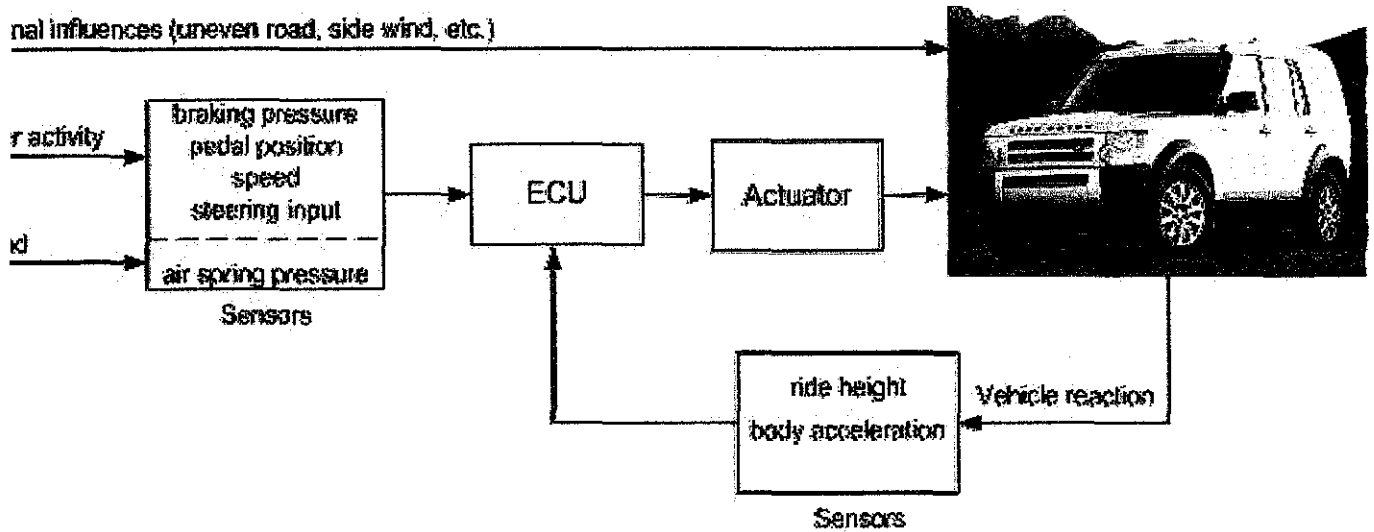 nal influences (uneven road, side wind, etc.)
er activity
braking pressure
pedal position
speed
steering input
air spring pressure
Sensors
ECU
Actuator
ride height
body acceleration
Sensors
Vehicle reaction